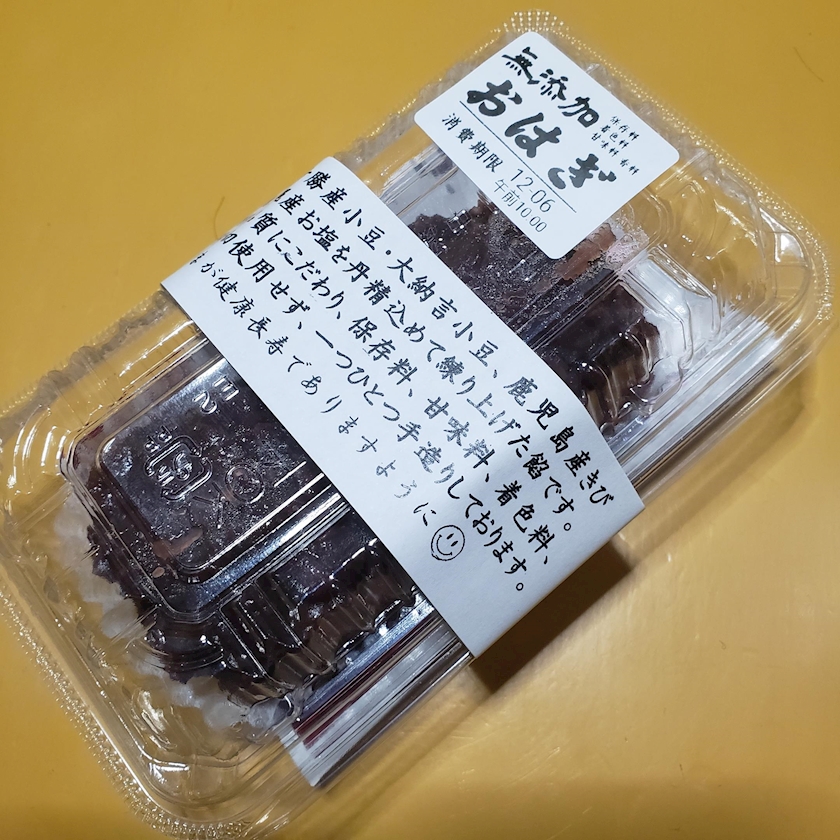 無添加
保存料
着色料
甘味料 香料
おはぎ
消費期限 12.06
午前10:00
勝産小豆・大納言小豆、鹿児島産きび
産お塩を丹精込めて練り上げた餡です。
質にこだわり、保存料、甘味料、着色料、
使用せず、一つひとつ手造りしております。
が健康長寿でありますように